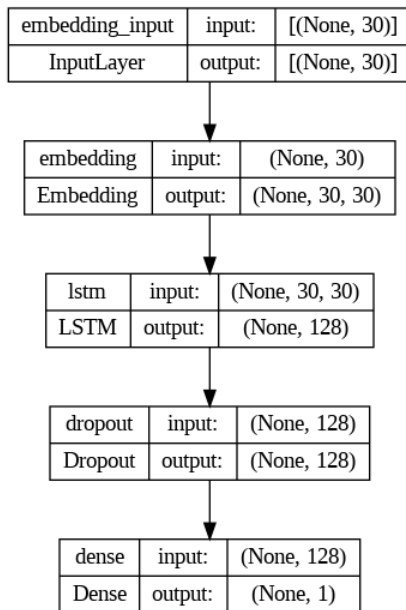 embedding_input input: [(None, 30)]
InputLayer output: [(None, 30)]
embedding input: (None, 30)
Embedding output: (None, 30, 30)
lstm input: (None, 30, 30)
LSTM output: (None, 128)
dropout input: (None, 128)
Dropout output: (None, 128)
dense input: (None, 128)
Dense output: (None, 1)